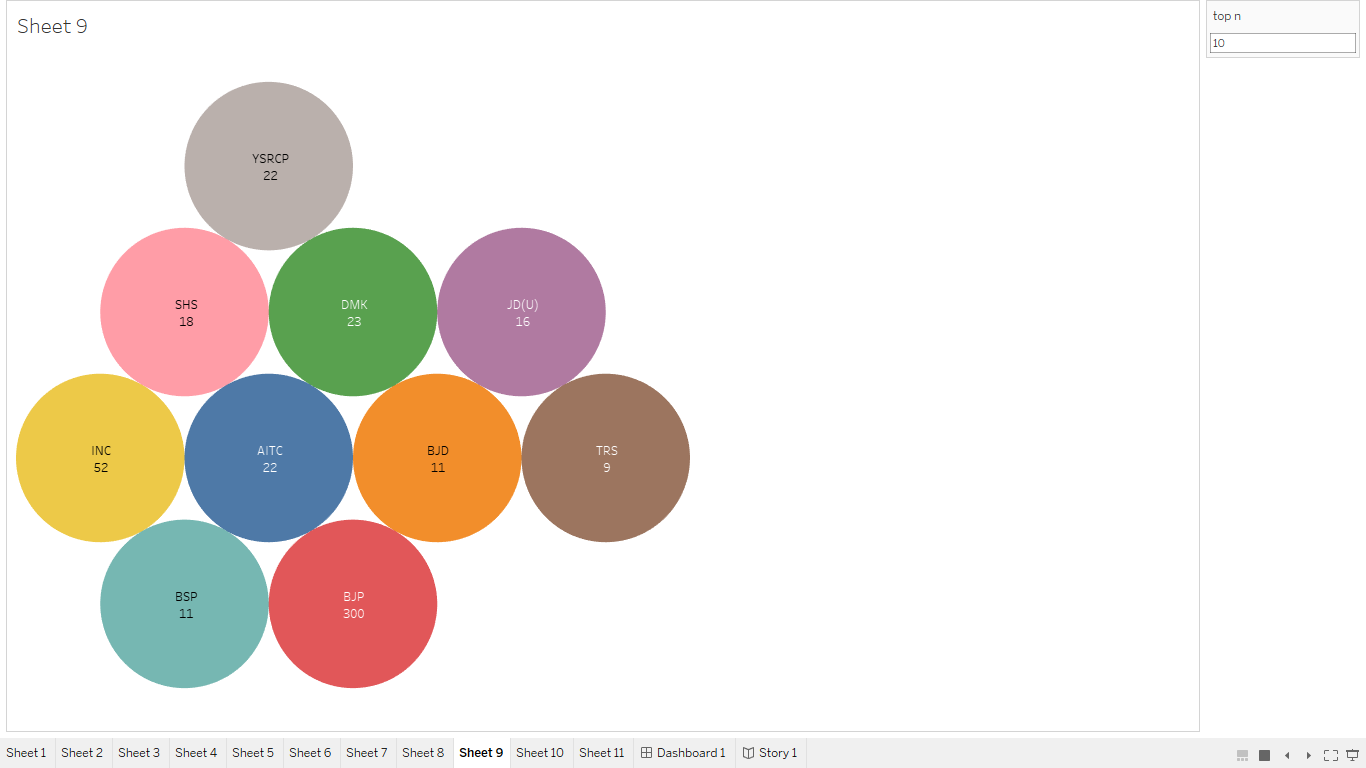 Sheet 9
top n
10
YSRCP
22
SHS
18
DMK
23
JD(U)
16
INC
52
AITC
22
BJD
11
TRS
9
BSP
11
BJP
300
Sheet 1 Sheet 2 Sheet 3 Sheet 4 Sheet 5 Sheet 6 Sheet 7 Sheet 8 Sheet 9 Sheet 10 Sheet 11 Dashboard 1 Story 1